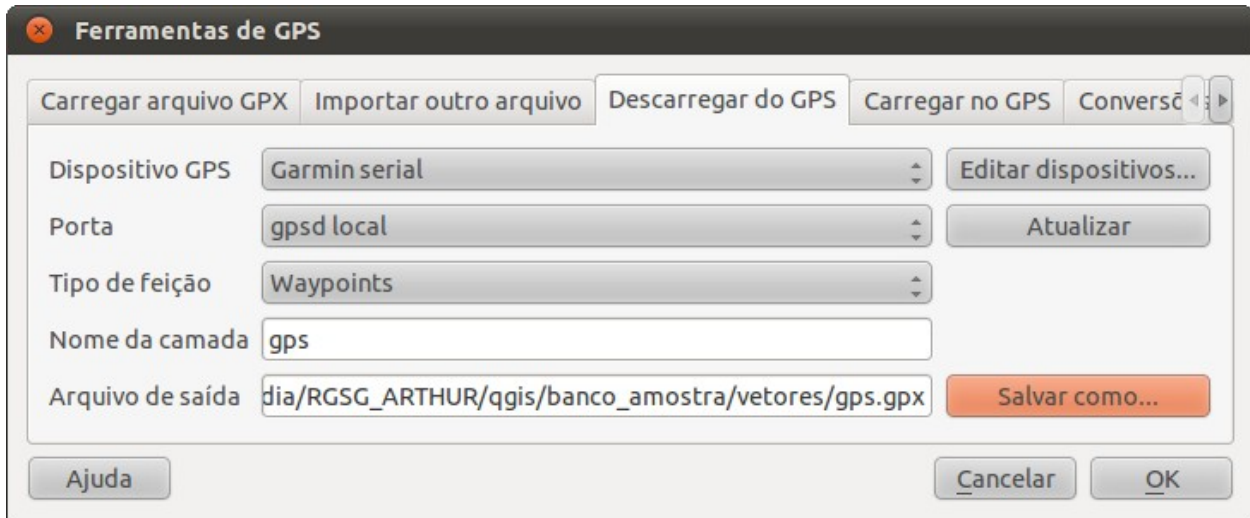 Ferramentas de GPS
Carregar arquivo GPX Importar outro arquivo Descarregar do GPS Carregar no GPS Conversões
Dispositivo GPS Garmin serial Editar dispositivos...
Porta gpsd local Atualizar
Tipo de feição Waypoints
Nome da camada gps
Arquivo de saída dia/RGSG_ARTHUR/qgis/banco_amostra/vetores/gps.gpx Salvar como...
Ajuda Cancelar OK